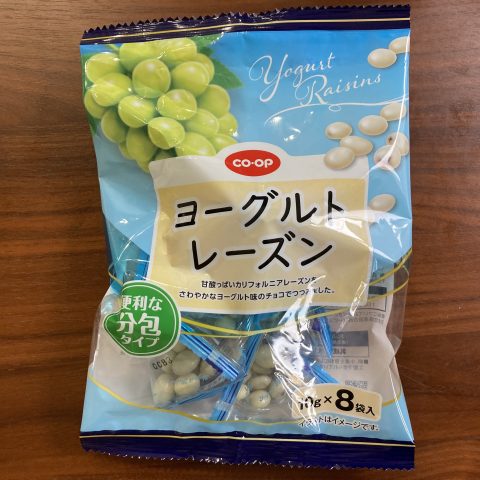 Yogurt
Raisins
CO・OP
ヨーグルト
レーズン
甘酸っぱいカリフォルニアレーズンを
さわやかなヨーグルト味のチョコでつつみました。
便利な
分包
タイプ
10g×8袋入
イラストはイメージです。